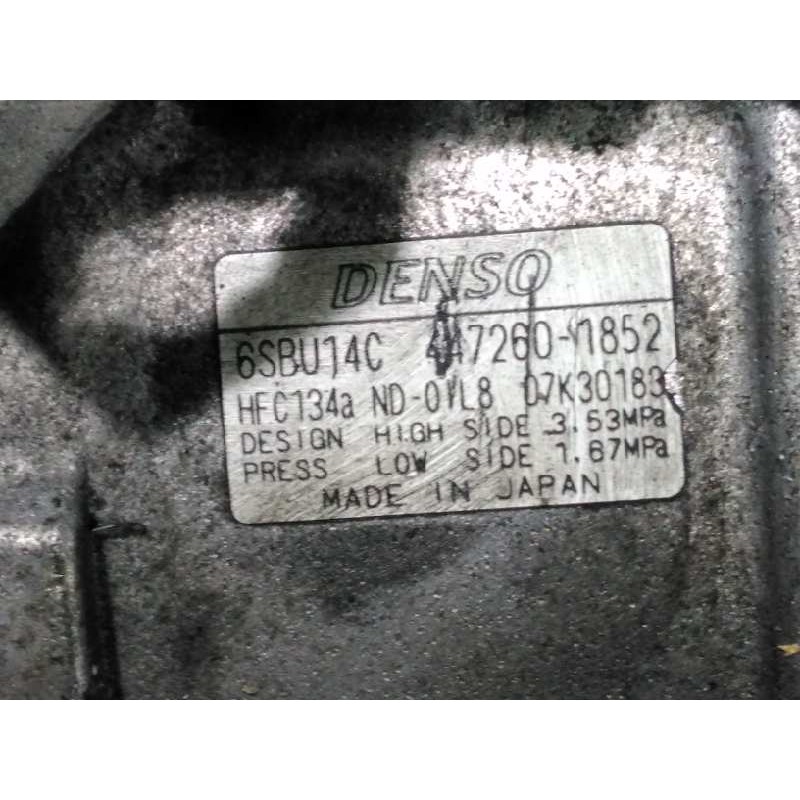 DENSO
6SBU14C 447260-1852
HFC134a ND-OIL8 07K30183
DESIGN HIGH SIDE 3.53MPa
PRESS LOW SIDE 1.67MPa
MADE IN JAPAN